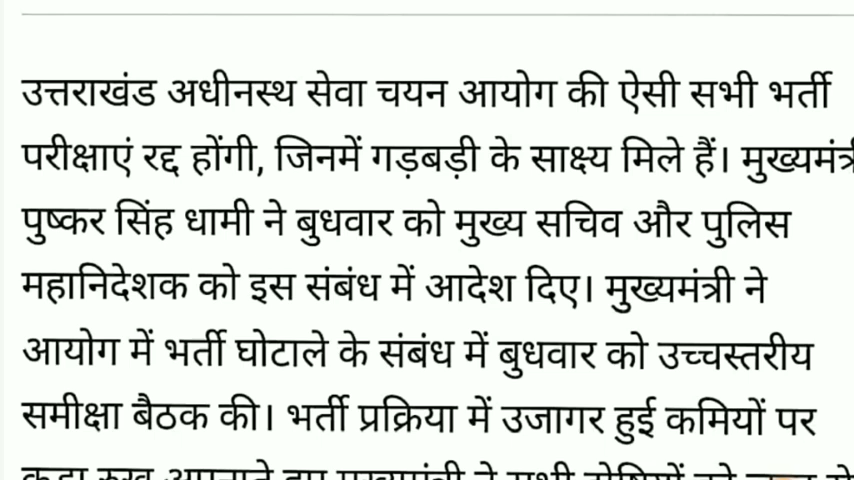 उत्तराखंड अधीनस्थ सेवा चयन आयोग की ऐसी सभी भर्ती
परीक्षाएं रद्द होंगी, जिनमें गड़बड़ी के साक्ष्य मिले हैं। मुख्यमंत्री
पुष्कर सिंह धामी ने बुधवार को मुख्य सचिव और पुलिस
महानिदेशक को इस संबंध में आदेश दिए। मुख्यमंत्री ने
आयोग में भर्ती घोटाले के संबंध में बुधवार को उच्चस्तरीय
समीक्षा बैठक की। भर्ती प्रक्रिया में उजागर हुई कमियों पर